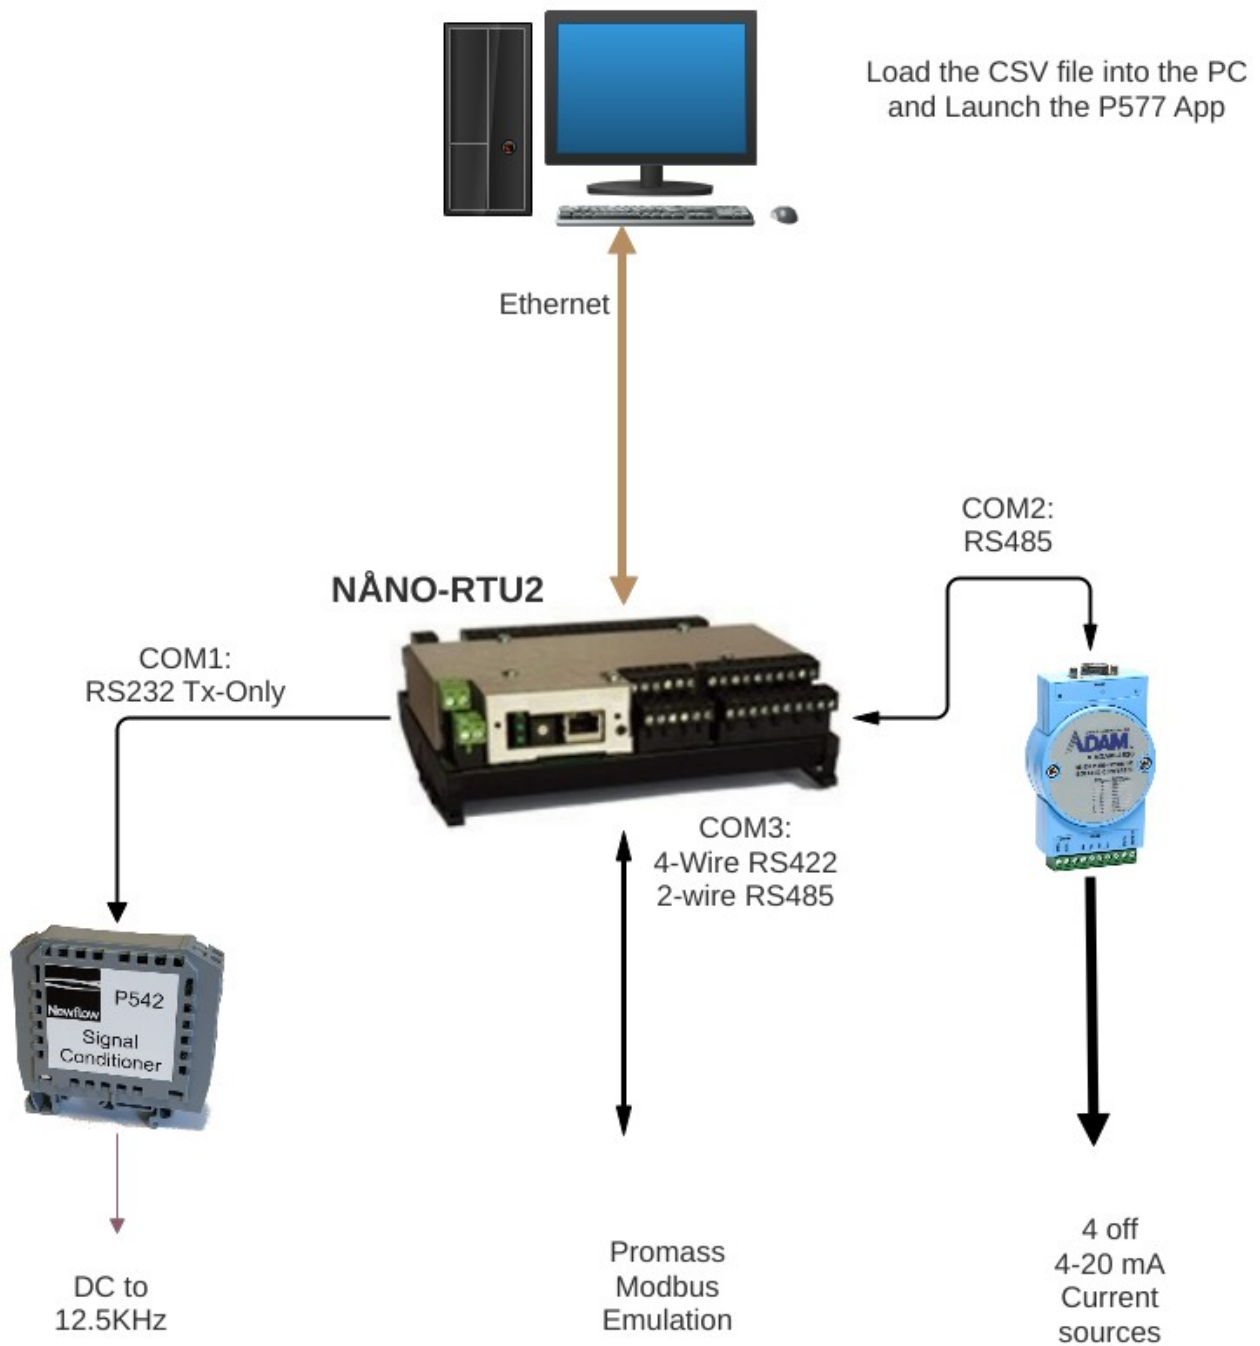 Load the CSV file into the PC
and Launch the P577 App
Ethernet
COM2:
RS485
NÅNO-RTU2
COM1:
RS232 Tx-Only
ADAM
COM3:
4-Wire RS422
2-wire RS485
Newflow
P542
Signal
Conditioner
DC to
12.5KHz
Promass
Modbus
Emulation
4 off
4-20 mA
Current
sources